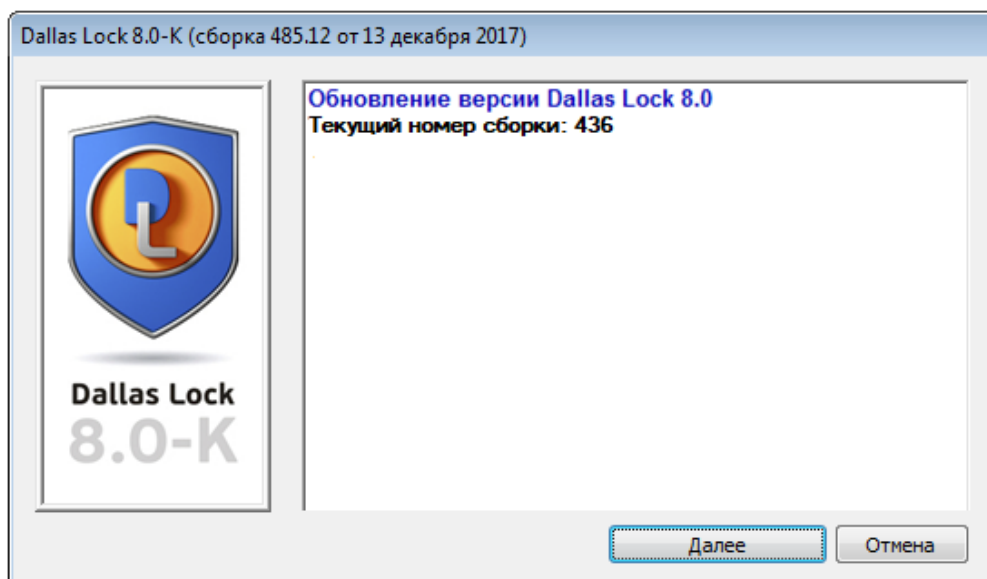 Dallas Lock 8.0-K (сборка 485.12 от 13 декабря 2017)
Обновление версии Dallas Lock 8.0
Текущий номер сборки: 436
DL
Dallas Lock
8.0-K
Далее
Отмена